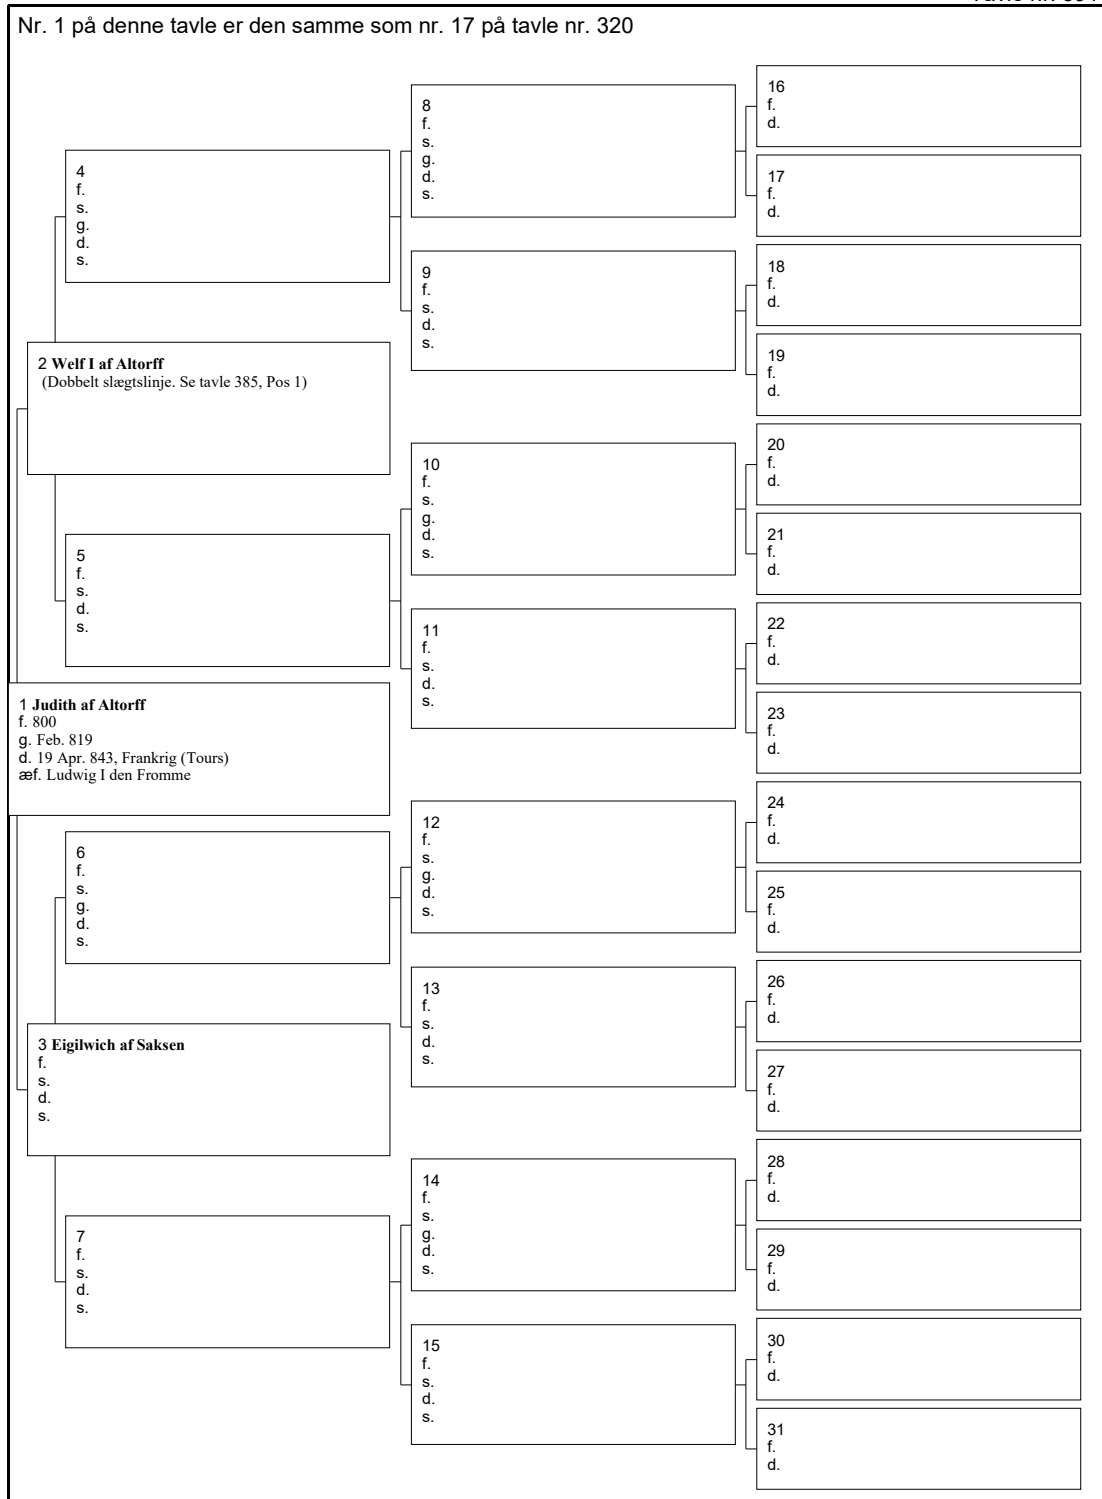 Nr. 1 på denne tavle er den samme som nr. 17 på tavle nr. 320
16
f.
d.
8
f.
s.
g.
d.
s.
17
f.
d.
4
f.
s.
g.
d.
s.
18
f.
d.
9
f.
s.
d.
s.
19
f.
d.
2 Welf I af Altorff
(Dobbelt slægtslinje. Se tavle 385, Pos 1)
20
f.
d.
10
f.
s.
g.
d.
s.
21
f.
d.
5
f.
s.
d.
s.
22
f.
d.
11
f.
s.
d.
s.
23
f.
d.
1 Judith af Altorff
f. 800
g. Feb. 819
d. 19 Apr. 843, Frankrig (Tours)
æf. Ludwig I den Fromme
24
f.
d.
12
f.
s.
g.
d.
s.
25
f.
d.
6
f.
s.
g.
d.
s.
26
f.
d.
13
f.
s.
d.
s.
27
f.
d.
3 Eigilwich af Saksen
f.
s.
d.
s.
28
f.
d.
14
f.
s.
g.
d.
s.
29
f.
d.
7
f.
s.
d.
s.
30
f.
d.
15
f.
s.
d.
s.
31
f.
d.